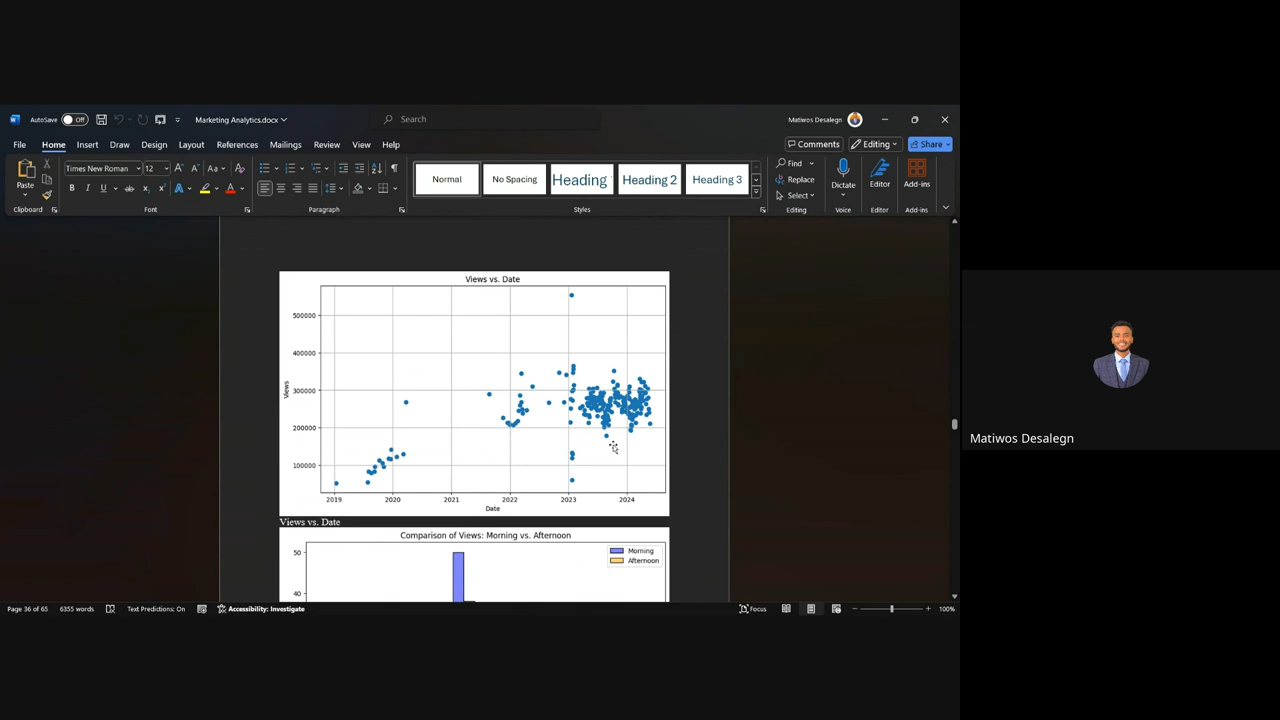 AutoSave Off Marketing Analytics.docx Search Matiwos Desalegn
File Home Insert Draw Design Layout References Mailings Review View Help Comments Editing Share
Paste Times New Roman 12 Normal No Spacing Heading Heading 2 Heading 3 Find Replace Select Dictate Editor Add-ins
Clipboard Font Paragraph Styles Editing Voice Editor Add-ins
Views vs. Date
500000
400000
300000
200000
100000
Views
2019 2020 2021 2022 2023 2024
Date
Views vs. Date
Comparison of Views: Morning vs. Afternoon
50
40
Morning
Afternoon
Matiwos Desalegn
Page 36 of 65 6355 words Text Predictions: On Accessibility: Investigate Focus 100%